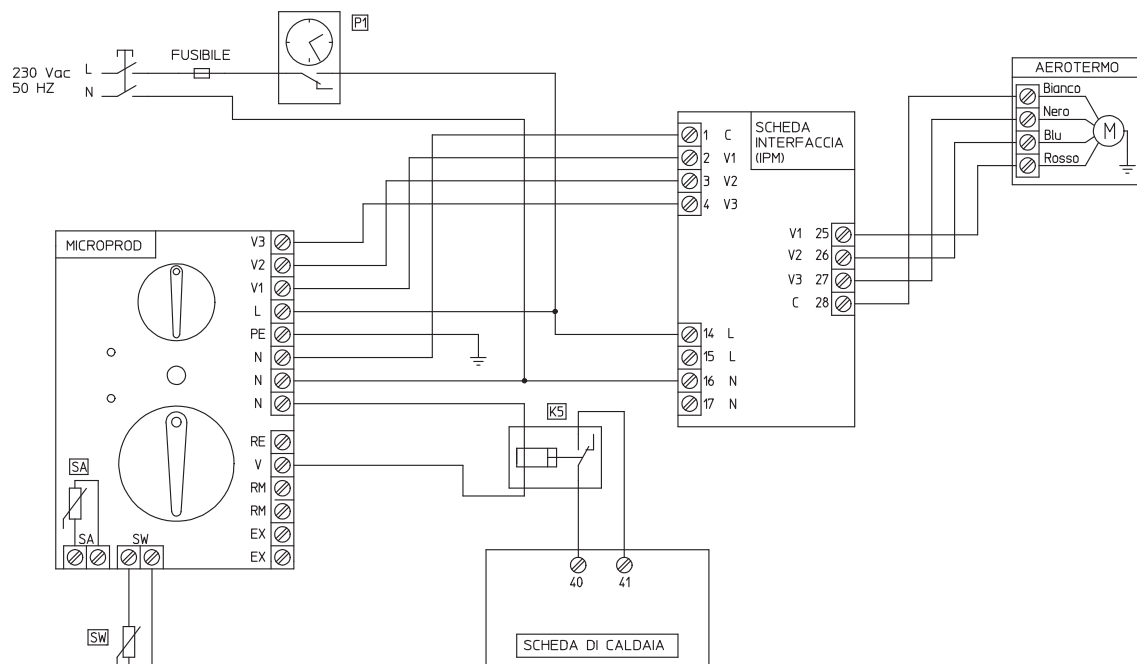 P1
FUSIBILE
230 Vac
50 HZ
L
N
AEROTERMO
Bianco
Nero
Blu
Rosso
M
SCHEDA
INTERFACCIA
(IPM)
1 C
2 V1
3 V2
4 V3
V1 25
V2 26
V3 27
C 28
14 L
15 L
16 N
17 N
MICROPROD
V3
V2
V1
L
PE
N
N
N
RE
V
RM
RM
EX
EX
SA
SA
SW
SW
K5
40
41
SCHEDA DI CALDAIA